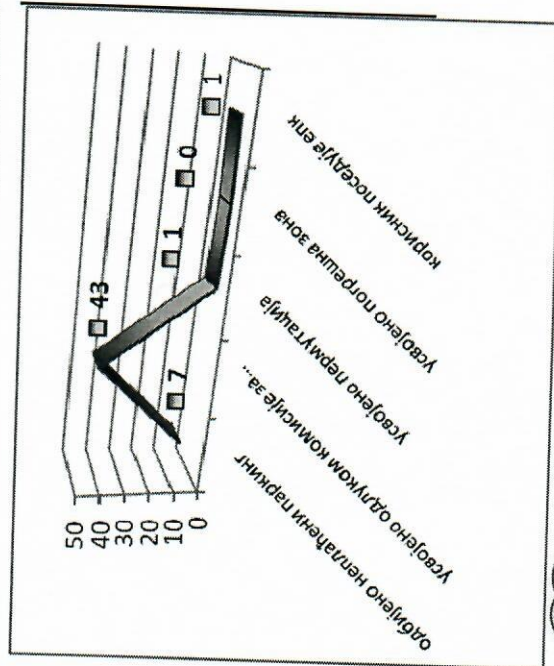 50
40
30
20
10
0
7
43
1
0
1
одбијено неплаћени паркинг
усвојено одлуком комисије за...
усвојено пермутација
усвојено погрешна зона
корисник поседује епк